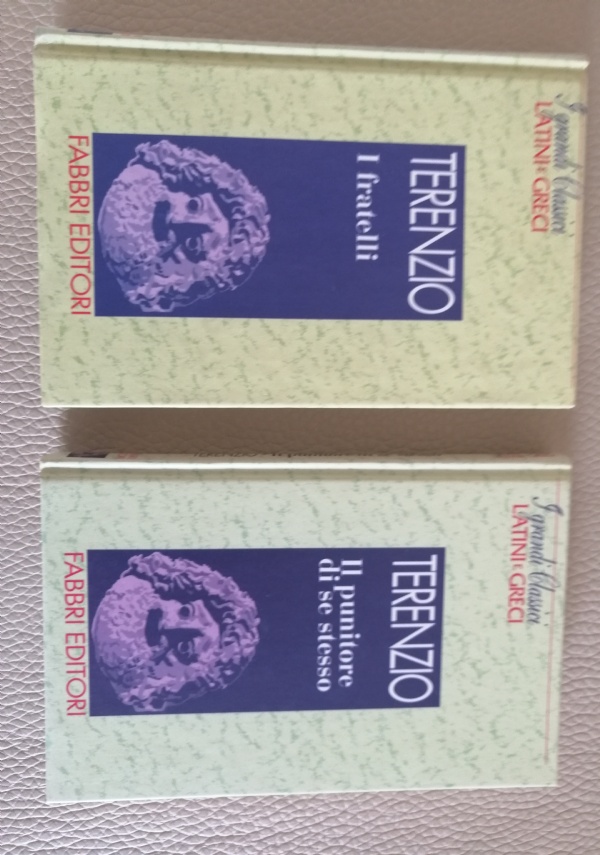 I grandi Classici
LATINI E GRECI
TERENZIO
I fratelli
FABBRI EDITORI
I grandi Classici
LATINI E GRECI
TERENZIO
Il punitore
di se stesso
FABBRI EDITORI